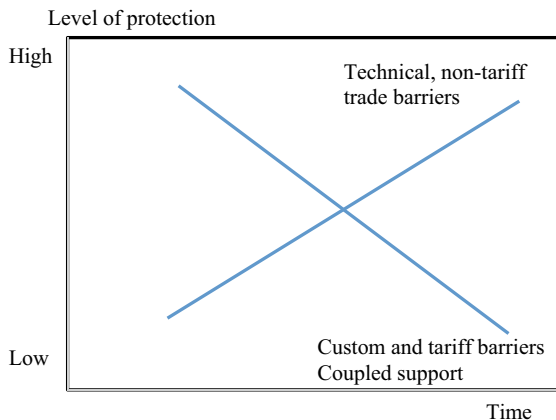 Level of protection
High
Technical, non-tariff
trade barriers
Low
Custom and tariff barriers
Coupled support
Time